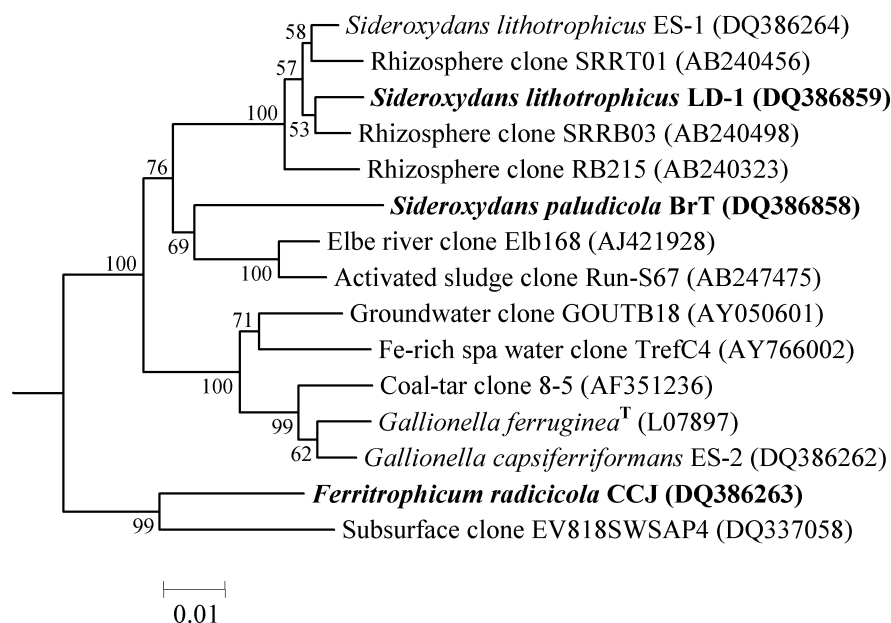 58
Sideroxydans lithotrophicus ES-1 (DQ386264)
Rhizosphere clone SRRT01 (AB240456)
57
Sideroxydans lithotrophicus LD-1 (DQ386859)
100
53
Rhizosphere clone SRRB03 (AB240498)
Rhizosphere clone RB215 (AB240323)
76
Sideroxydans paludicola BrT (DQ386858)
69
Elbe river clone Elb168 (AJ421928)
100
100
Activated sludge clone Run-S67 (AB247475)
Groundwater clone GOUTB18 (AY050601)
71
Fe-rich spa water clone TrefC4 (AY766002)
100
Coal-tar clone 8-5 (AF351236)
99
Gallionella ferrugineaT (L07897)
62
Gallionella capsiferriformans ES-2 (DQ386262)
Ferritrophicum radicicola CCJ (DQ386263)
99
Subsurface clone EV818SWSAP4 (DQ337058)
0.01